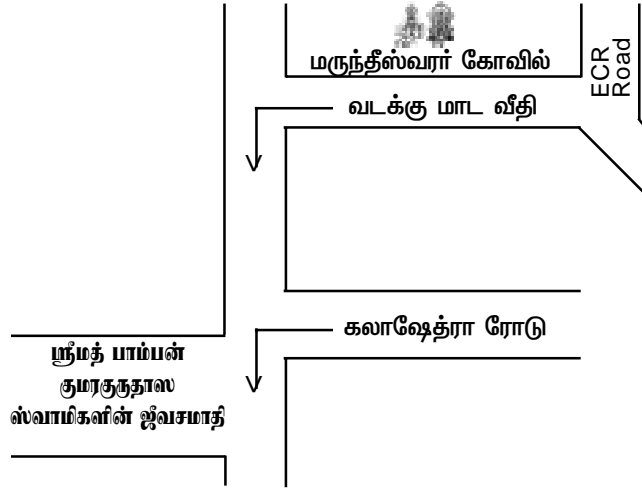 மருந்தீஸ்வரர் கோவில்
ECR
Road
வடக்கு மாட வீதி
கலாஷேத்ரா ரோடு
ஸ்ரீமத் பாம்பன்
குமரகுருதாஸ
ஸ்வாமிகளின் ஜீவசமாதி